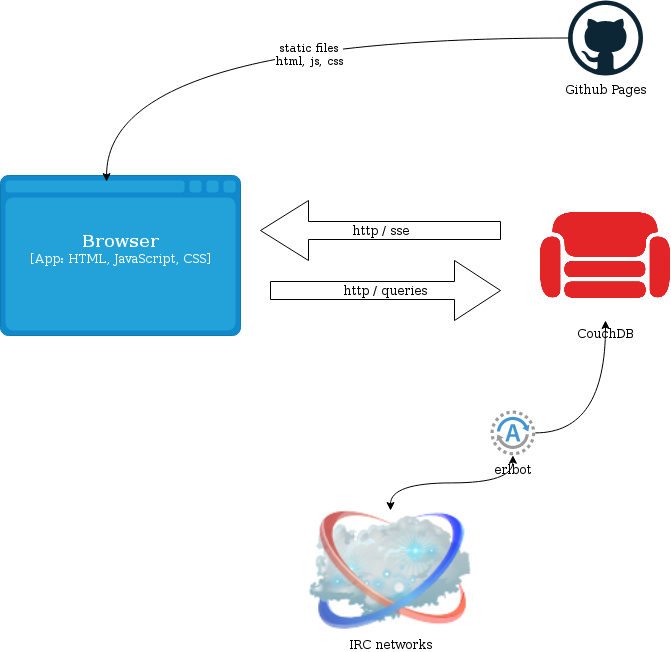 static files
html, js, css
Github Pages
Browser
[App: HTML, JavaScript, CSS]
http / sse
http / queries
CouchDB
A
erlbot
IRC networks